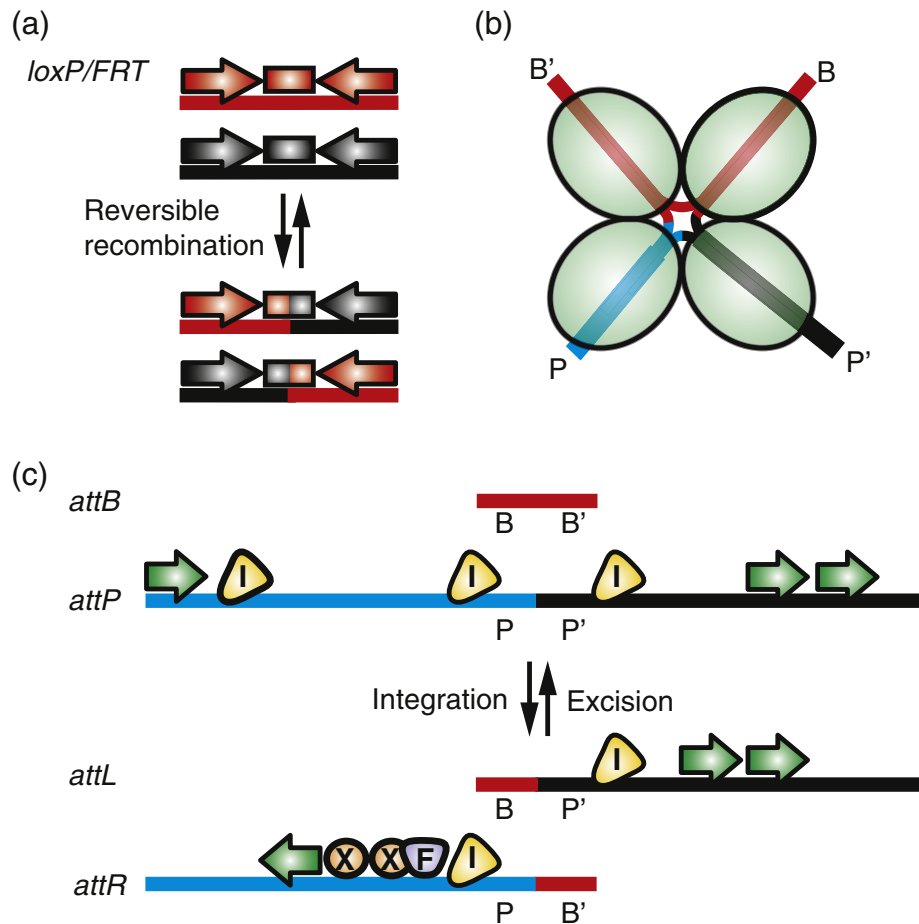 (a)
loxP/FRT
Reversible
recombination
(b)
B’
B
P
P’
(c)
attB
B B’
I I I
attP
P P’
Integration Excision
I
attL
B P’
X X F I
attR
P B’